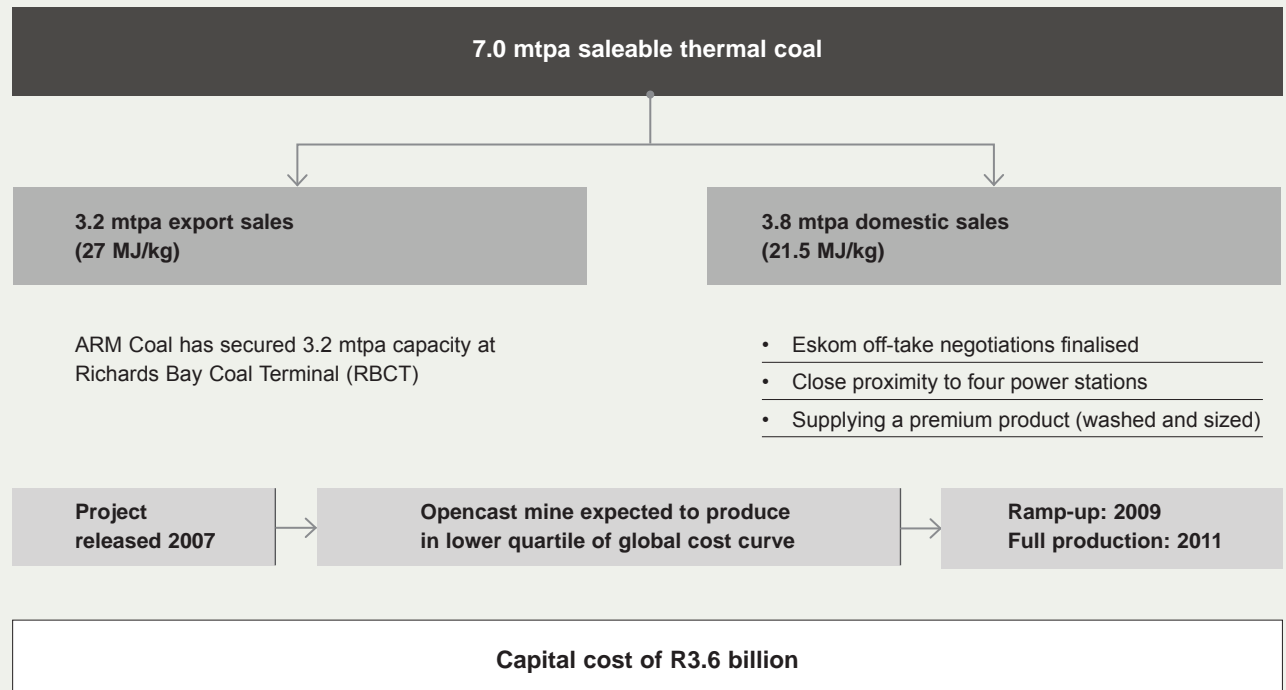 7.0 mtpa saleable thermal coal
3.2 mtpa export sales
(27 MJ/kg)
3.8 mtpa domestic sales
(21.5 MJ/kg)
ARM Coal has secured 3.2 mtpa capacity at
Richards Bay Coal Terminal (RBCT)
• Eskom off-take negotiations finalised
• Close proximity to four power stations
• Supplying a premium product (washed and sized)
Project
released 2007
Opencast mine expected to produce
in lower quartile of global cost curve
Ramp-up: 2009
Full production: 2011
Capital cost of R3.6 billion